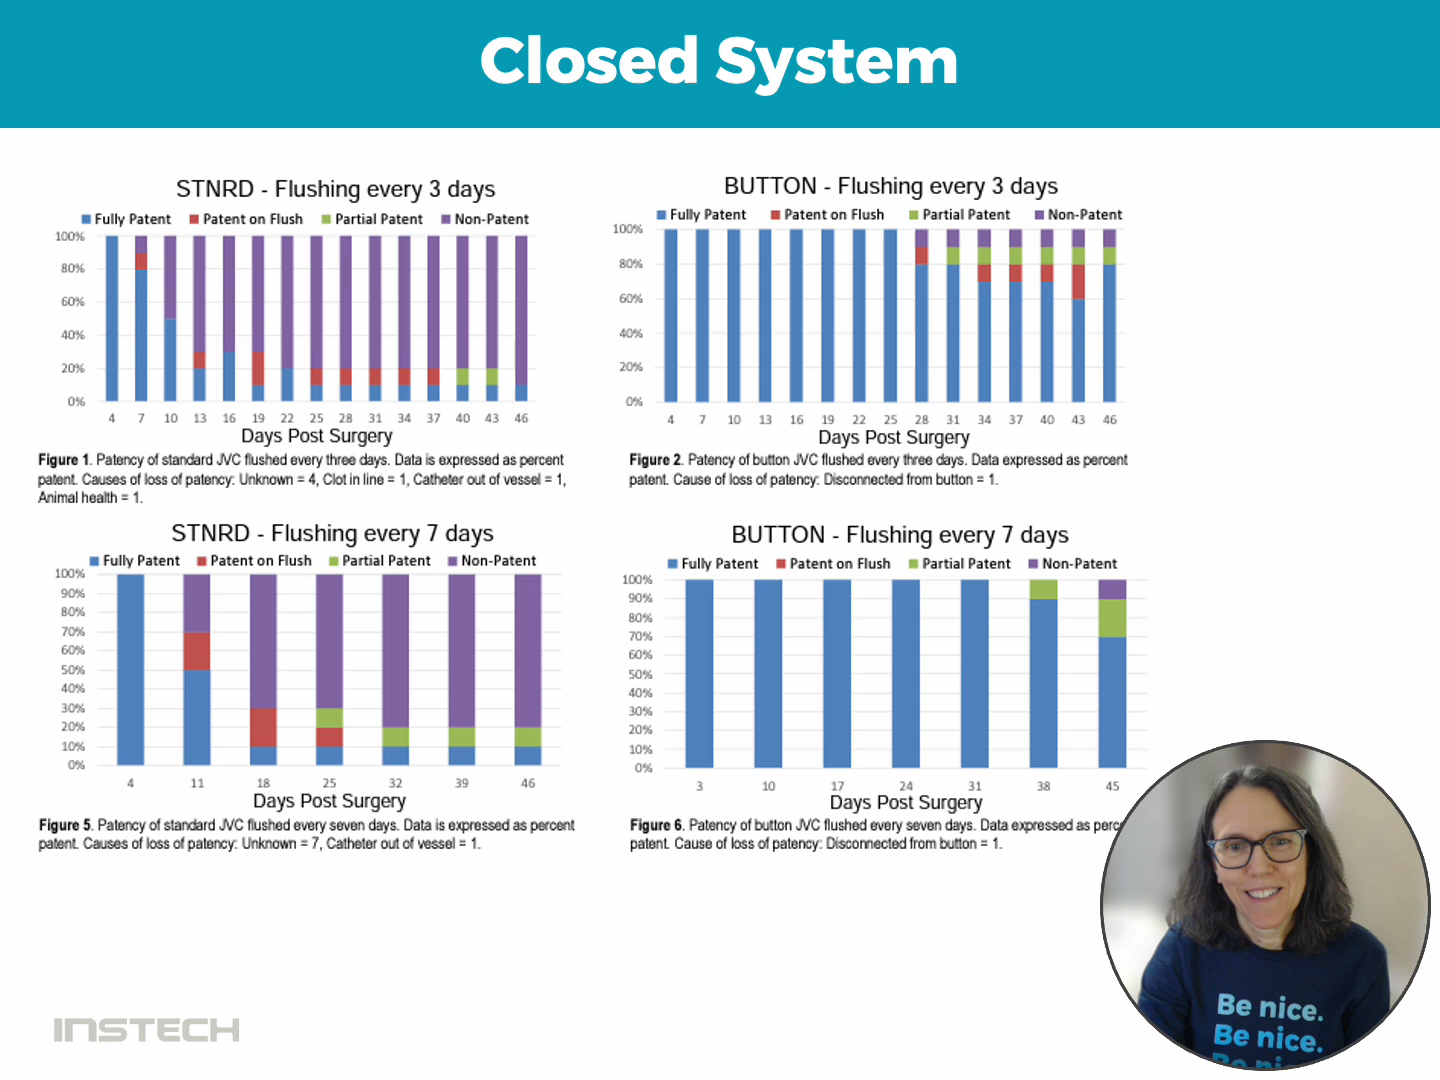 Closed System
STNRD - Flushing every 3 days
Fully Patent Patent on Flush Partial Patent Non-Patent
100%
80%
60%
40%
20%
0%
4 7 10 13 16 19 22 25 28 31 34 37 40 43 46
Days Post Surgery
Figure 1. Patency of standard JVC flushed every three days. Data is expressed as percent
patent. Causes of loss of patency: Unknown = 4, Clot in line = 1, Catheter out of vessel = 1,
Animal health = 1.
BUTTON - Flushing every 3 days
Fully Patent Patent on Flush Partial Patent Non-Patent
100%
80%
60%
40%
20%
0%
4 7 10 13 16 19 22 25 28 31 34 37 40 43 46
Days Post Surgery
Figure 2. Patency of button JVC flushed every three days. Data expressed as percent
patent. Cause of loss of patency: Disconnected from button = 1.
STNRD - Flushing every 7 days
Fully Patent Patent on Flush Partial Patent Non-Patent
100%
90%
80%
70%
60%
50%
40%
30%
20%
10%
0%
4 11 18 25 32 39 46
Days Post Surgery
Figure 5. Patency of standard JVC flushed every seven days. Data is expressed as percent
patent. Causes of loss of patency: Unknown = 7, Catheter out of vessel = 1.
BUTTON - Flushing every 7 days
Fully Patent Patent on Flush Partial Patent Non-Patent
100%
90%
80%
70%
60%
50%
40%
30%
20%
10%
0%
3 10 17 24 31 38 45
Days Post Surgery
Figure 6. Patency of button JVC flushed every seven days. Data expressed as
patent. Cause of loss of patency: Disconnected from button = 1.
Be nice.
Be nice.
Be
INSTECH